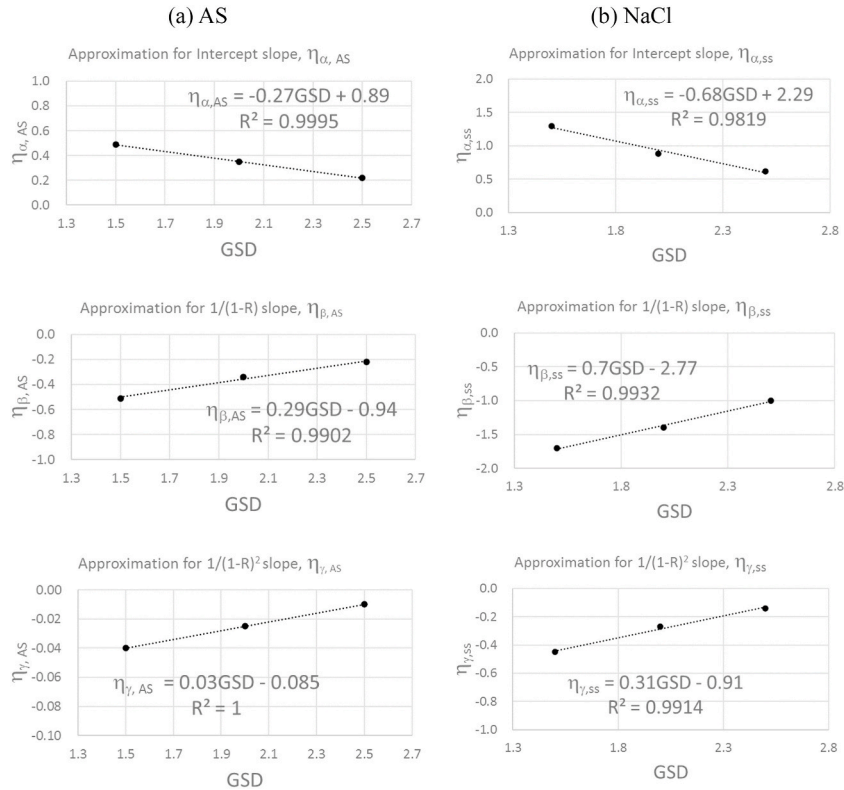 (a) AS
(b) NaCl
Approximation for Intercept slope, ηα, AS
ηα,AS = -0.27GSD + 0.89
R² = 0.9995
ηα, AS
1.0
0.8
0.6
0.4
0.2
0.0
1.3 1.5 1.7 1.9 2.1 2.3 2.5 2.7
GSD
Approximation for Intercept slope, ηα,ss
ηα,ss = -0.68GSD + 2.29
R² = 0.9819
ηα,ss
2.0
1.5
1.0
0.5
0.0
1.3 1.8 2.3 2.8
GSD
Approximation for 1/(1-R) slope, ηβ, AS
ηβ,AS = 0.29GSD - 0.94
R² = 0.9902
ηβ, AS
0.0
-0.2
-0.4
-0.6
-0.8
-1.0
1.3 1.5 1.7 1.9 2.1 2.3 2.5 2.7
GSD
Approximation for 1/(1-R) slope, ηβ,ss
ηβ,ss = 0.7GSD - 2.77
R² = 0.9932
ηβ,ss
0.0
-0.5
-1.0
-1.5
-2.0
1.3 1.8 2.3 2.8
GSD
Approximation for 1/(1-R)² slope, ηγ, AS
ηγ, AS = 0.03GSD - 0.085
R² = 1
ηγ, AS
0.00
-0.02
-0.04
-0.06
-0.08
-0.10
1.3 1.5 1.7 1.9 2.1 2.3 2.5 2.7
GSD
Approximation for 1/(1-R)² slope, ηγ,ss
ηγ,ss = 0.31GSD - 0.91
R² = 0.9914
ηγ,ss
0.0
-0.2
-0.4
-0.6
-0.8
-1.0
1.3 1.8 2.3 2.8
GSD